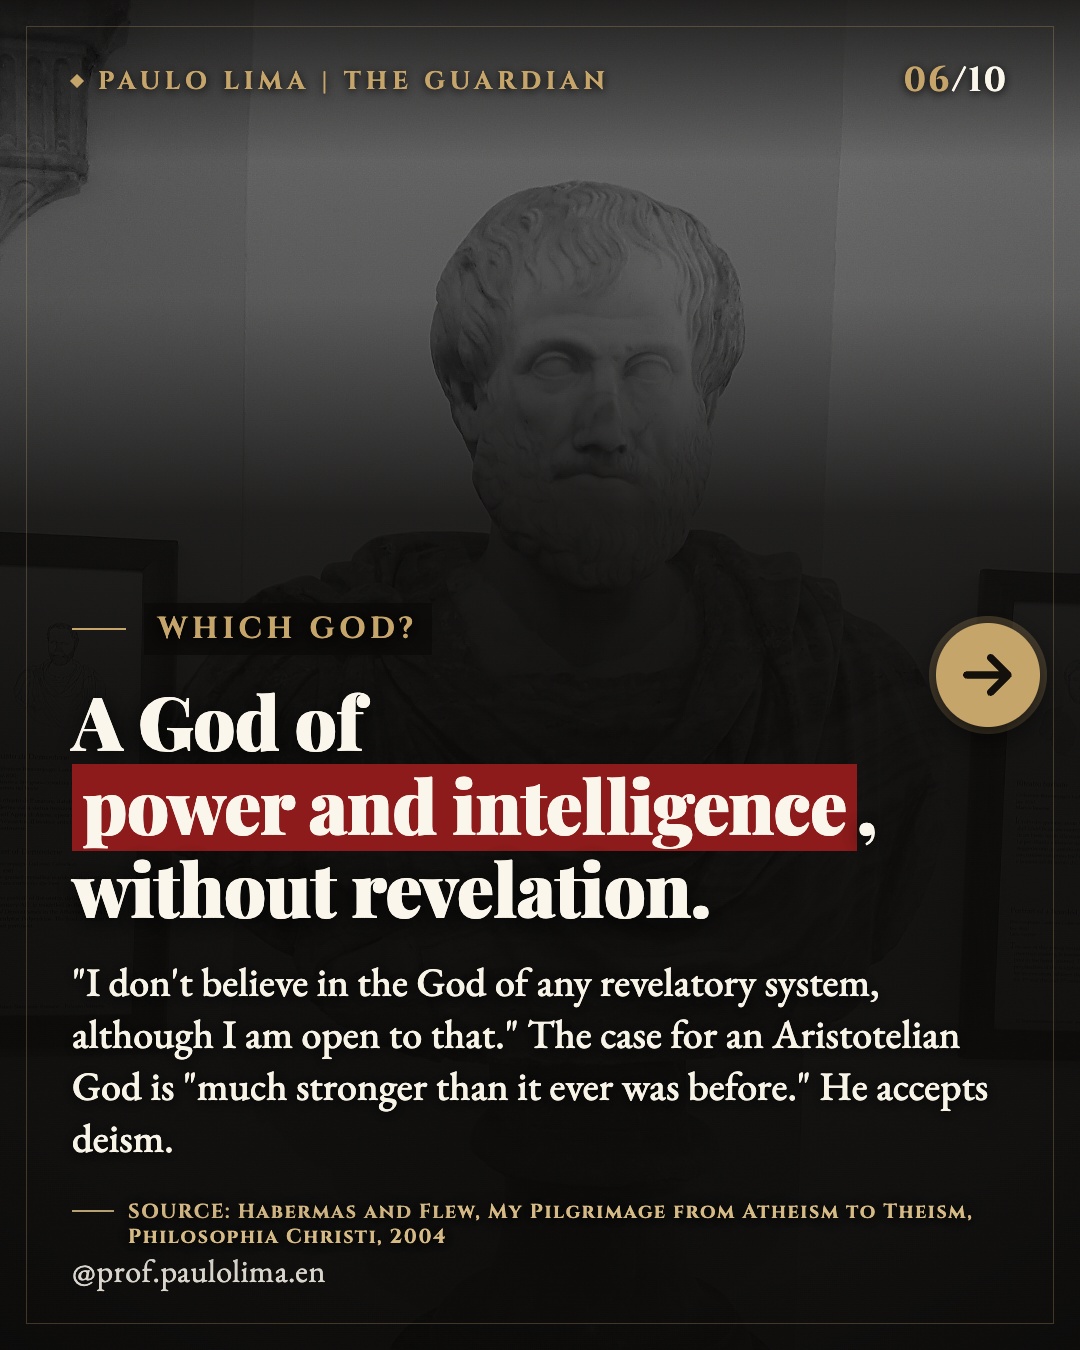 ◆ PAULO LIMA | THE GUARDIAN
06/10
WHICH GOD?
A God of
power and intelligence,
without revelation.
"I don't believe in the God of any revelatory system,
although I am open to that." The case for an Aristotelian
God is "much stronger than it ever was before." He accepts
deism.
SOURCE: Habermas and Flew, My Pilgrimage from Atheism to Theism,
Philosophia Christi, 2004
@prof.paulolima.en